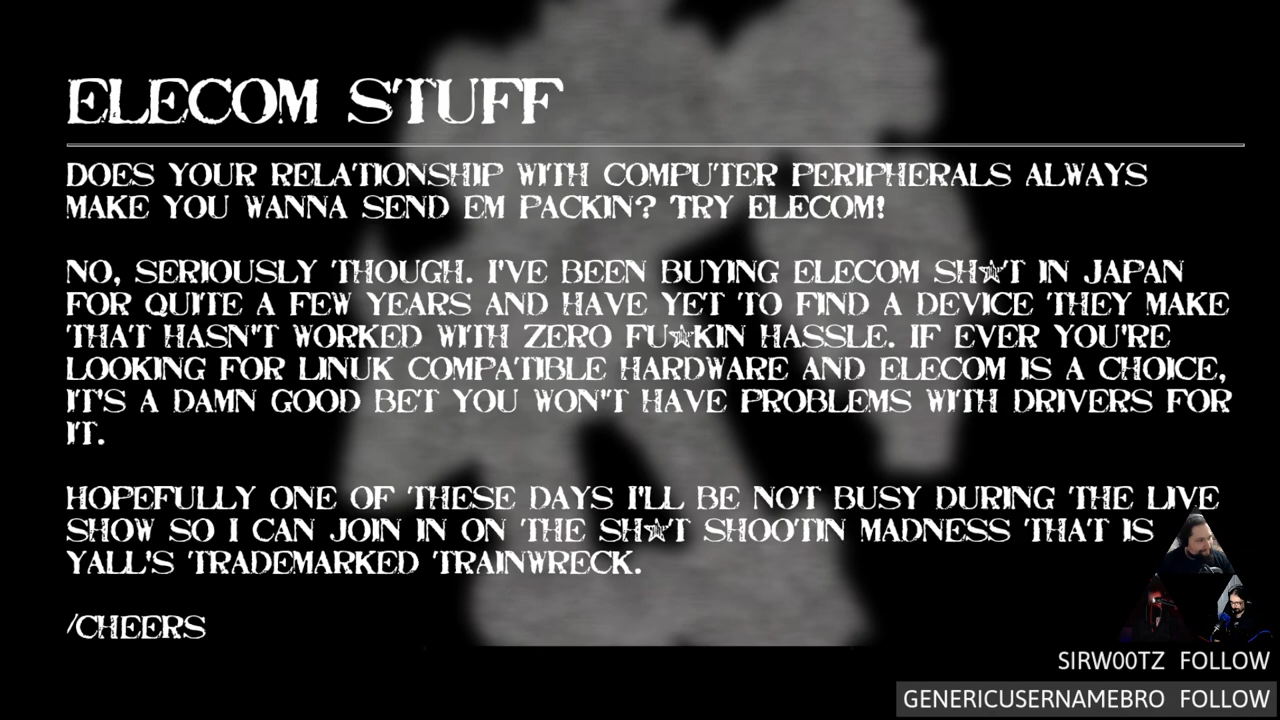 ELECOM STUFF
DOES YOUR RELATIONSHIP WITH COMPUTER PERIPHERALS ALWAYS
MAKE YOU WANNA SEND EM PACKIN? TRY ELECOM!
NO, SERIOUSLY THOUGH. I'VE BEEN BUYING ELECOM SH☆T IN JAPAN
FOR QUITE A FEW YEARS AND HAVE YET TO FIND A DEVICE THEY MAKE
THAT HASN"T WORKED WITH ZERO FU☆KIN HASSLE. IF EVER YOU'RE
LOOKING FOR LINUK COMPATIBLE HARDWARE AND ELECOM IS A CHOICE,
IT'S A DAMN GOOD BET YOU WON"T HAVE PROBLEMS WITH DRIVERS FOR
IT.
HOPEFULLY ONE OF THESE DAYS I'LL BE NOT BUSY DURING THE LIVE
SHOW SO I CAN JOIN IN ON THE SH☆T SHOOTIN MADNESS THAT IS
YALL'S TRADEMARKED TRAINWRECK.
/CHEERS
SIRW00TZ FOLLOW
GENERICUSERNAMEBRO FOLLOW